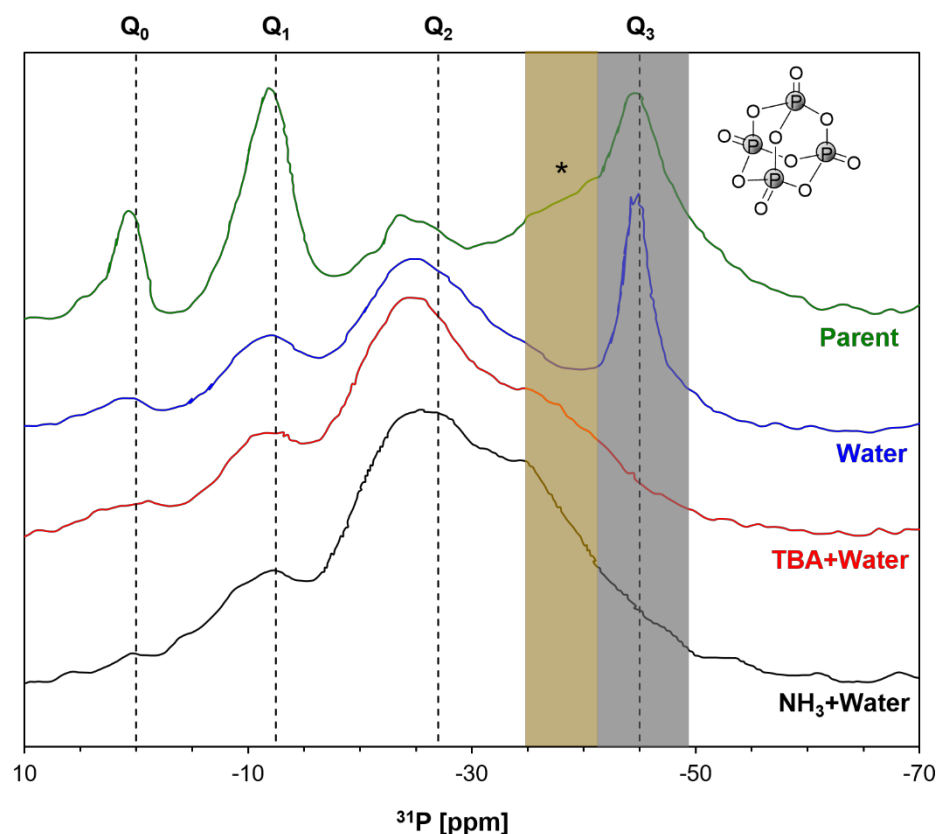 Q₀ Q₁ Q₂ Q₃
*
O
P
O O
O P O P O
O P O
O
Parent
Water
TBA+Water
NH₃+Water
10 -10 -30 -50 -70
³¹P [ppm]